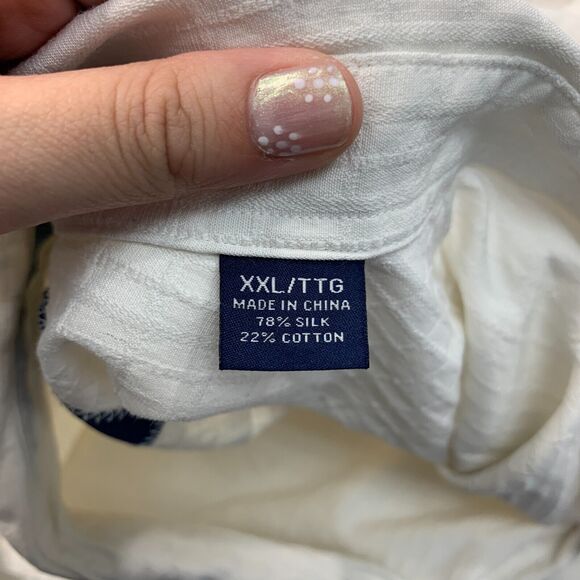 XXL/TTG
MADE IN CHINA
78% SILK
22% COTTON